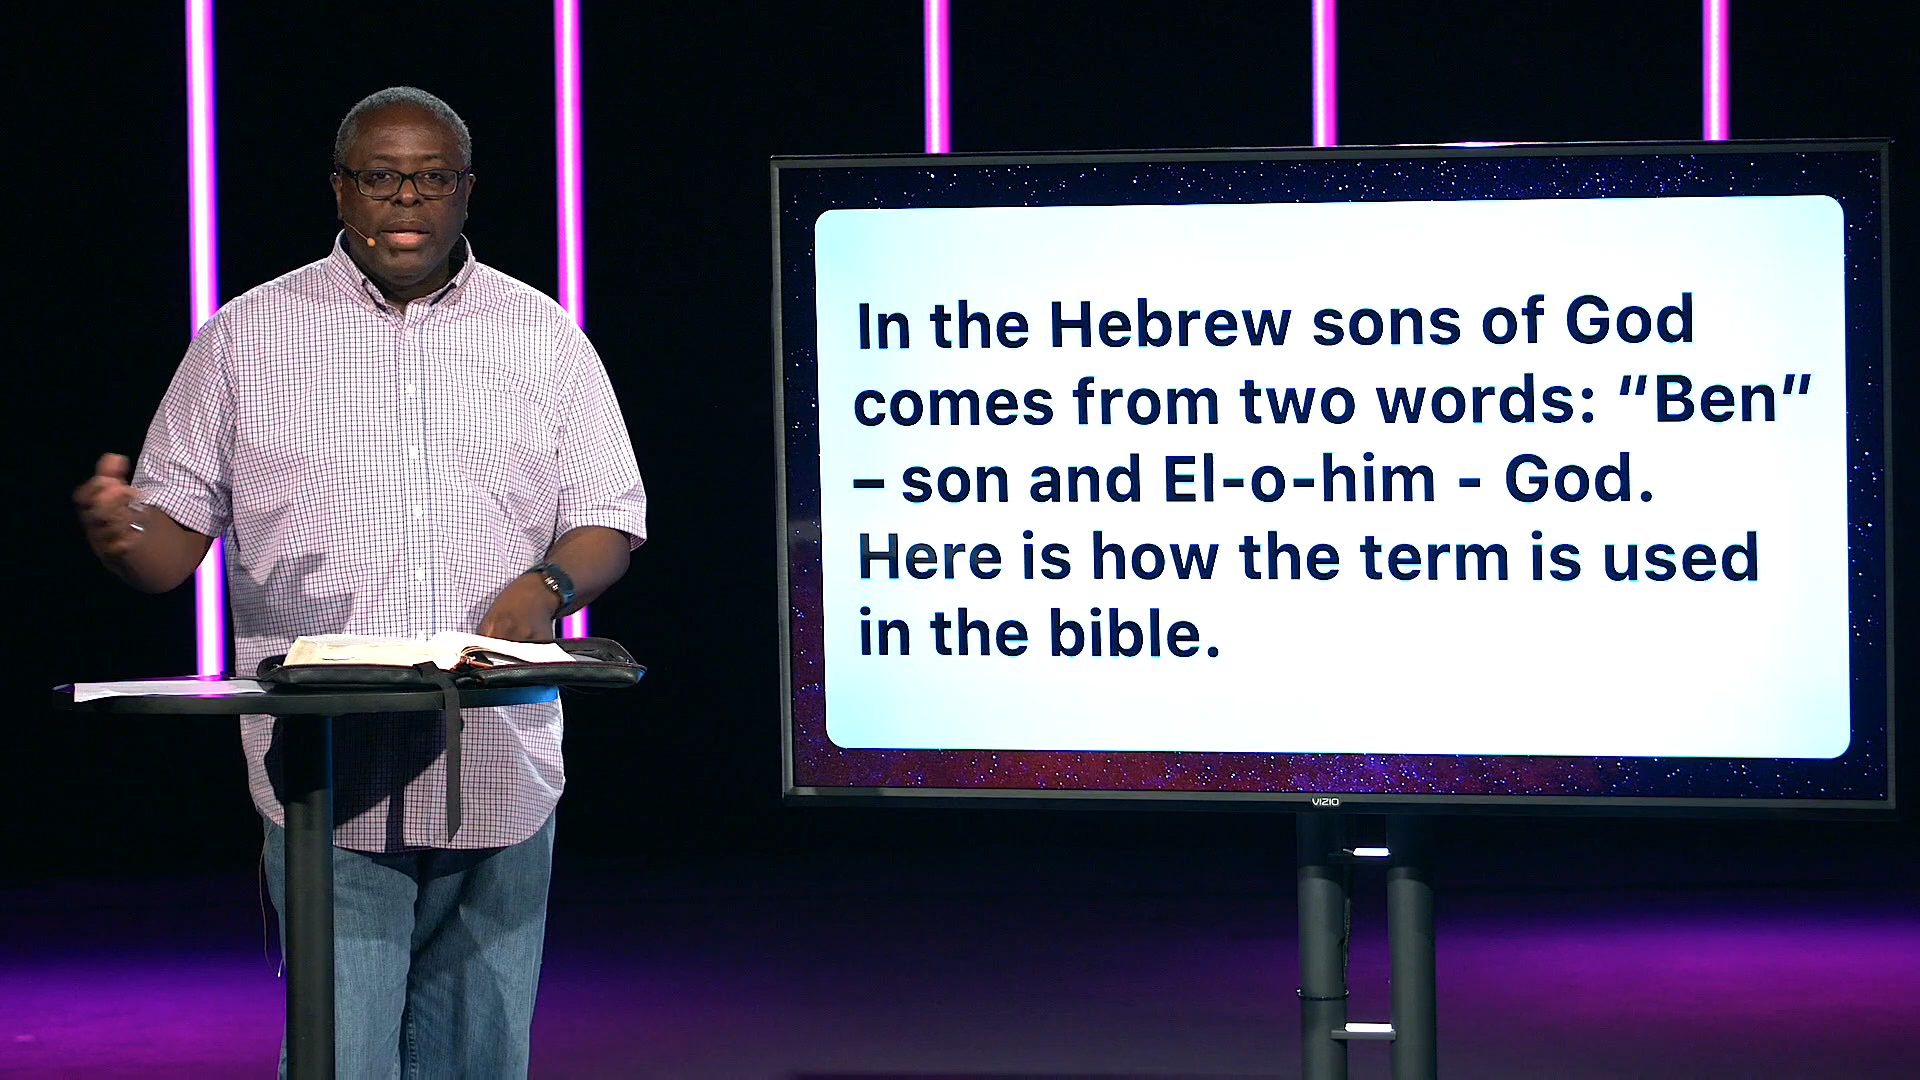 In the Hebrew sons of God
comes from two words: “Ben”
– son and El-o-him - God.
Here is how the term is used
in the bible.
VIZIO